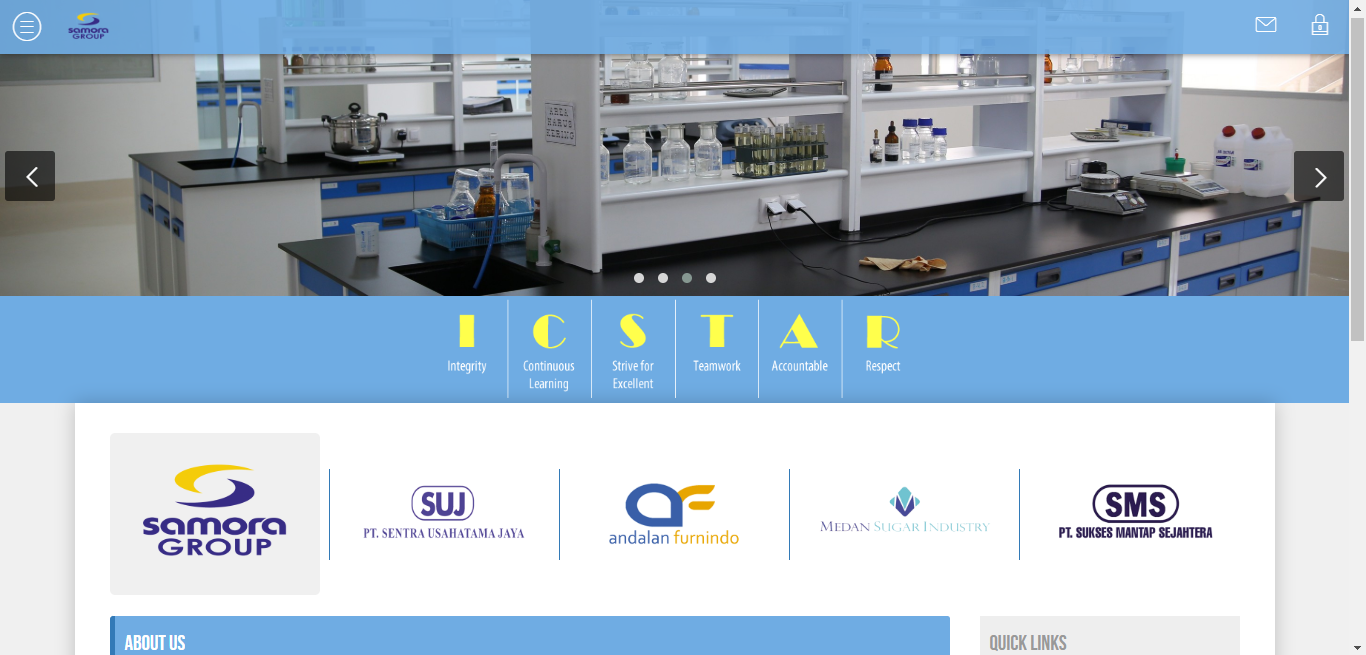 samora
GROUP
AREA
HARUS
KERING
I C S T A R
Integrity
Continuous
Learning
Strive for
Excellent
Teamwork
Accountable
Respect
samora
GROUP
SUJ
PT. SENTRA USAHATAMA JAYA
af
andalan furnindo
MEDAN SUGAR INDUSTRY
SMS
PT. SUKSES MANTAP SEJAHTERA
ABOUT US
QUICK LINKS